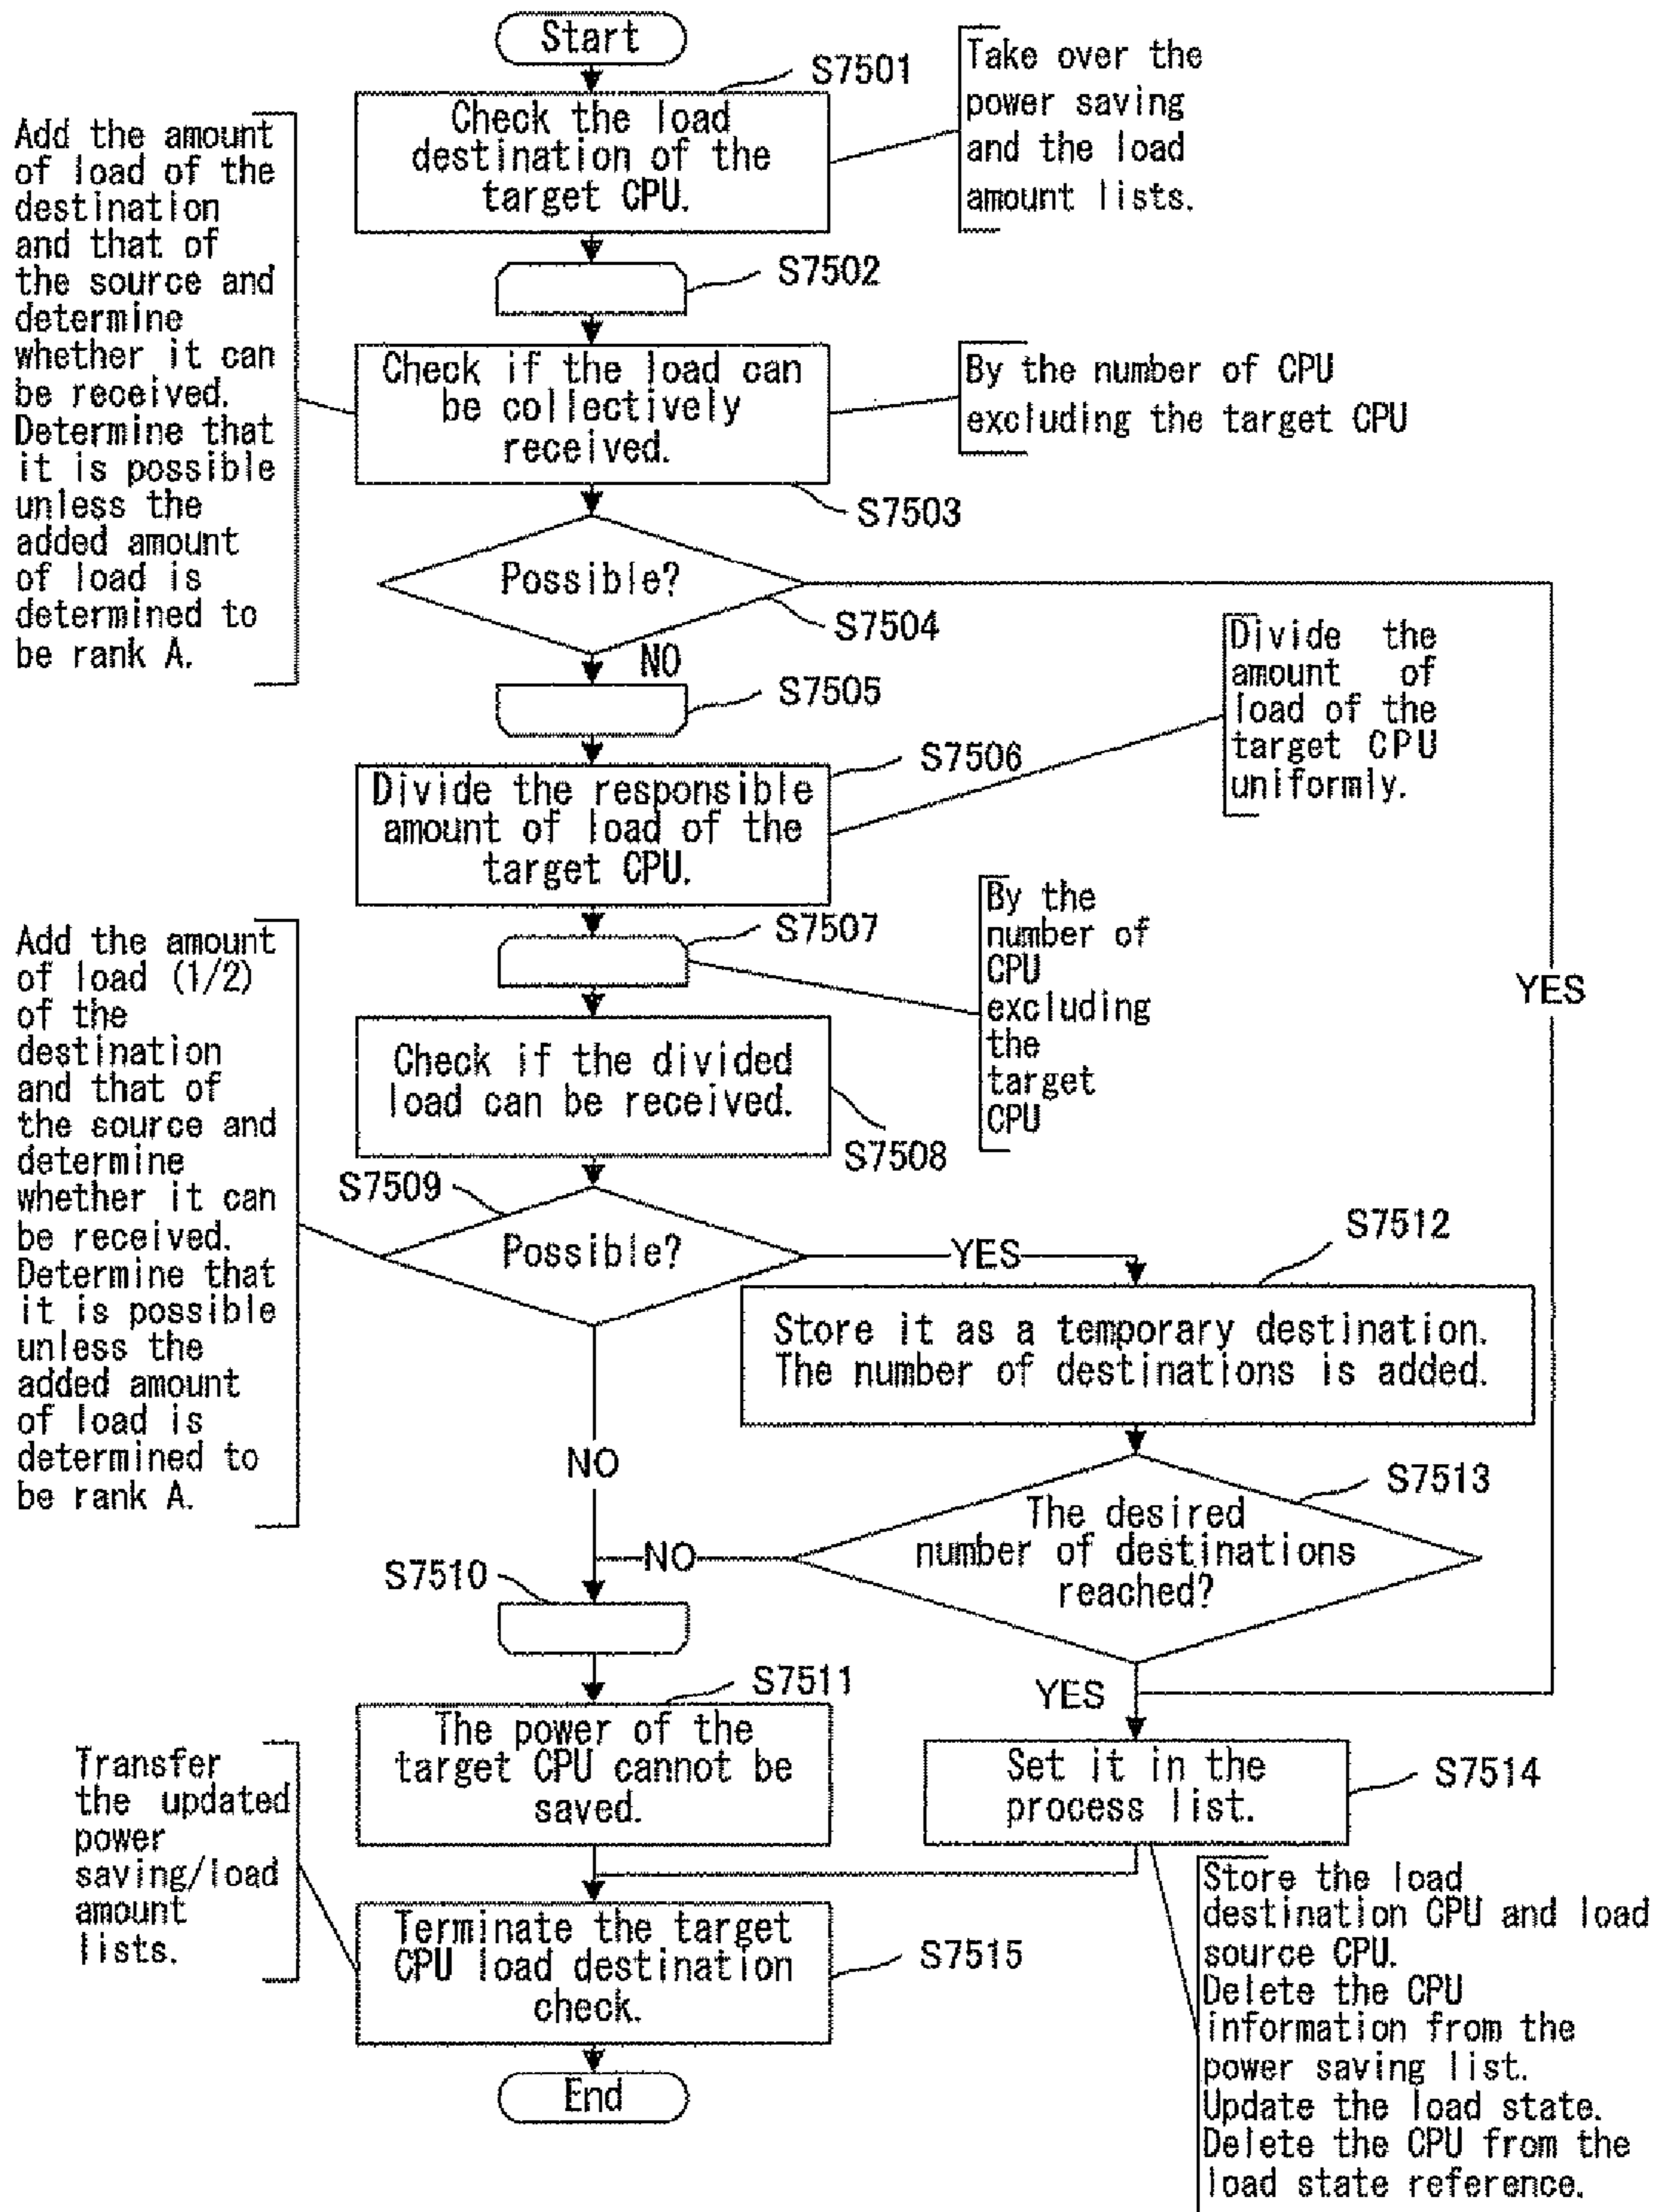 Start
S7501
Check the load
destination of the
target CPU.
Take over the
power saving
and the load
amount lists.
S7502
Add the amount
of load of the
destination
and that of
the source and
determine
whether it can
be received.
Determine that
it is possible
unless the
added amount
of load is
determined to
be rank A.
Check if the load can
be collectively
received.
By the number of CPU
excluding the target CPU
S7503
Possible?
S7504
NO
YES
S7505
S7506
Divide the responsible
amount of load of the
target CPU.
Divide the
amount of
load of the
target CPU
uniformly.
S7507
By the
number of
CPU
excluding
the
target
CPU
Check if the divided
load can be received.
S7508
Add the amount
of load (1/2)
of the
destination
and that of
the source and
determine
whether it can
be received.
Determine that
it is possible
unless the
added amount
of load is
determined to
be rank A.
S7509
Possible?
YES
NO
S7512
Store it as a temporary destination.
The number of destinations is added.
S7513
The desired
number of destinations
reached?
NO
YES
S7510
S7511
The power of the
target CPU cannot be
saved.
Set it in the
process list.
S7514
Store the load
destination CPU and load
source CPU.
Delete the CPU
information from the
power saving list.
Update the load state.
Delete the CPU from the
load state reference.
Transfer
the updated
power
saving/load
amount
lists.
Terminate the target
CPU load destination
check.
S7515
End